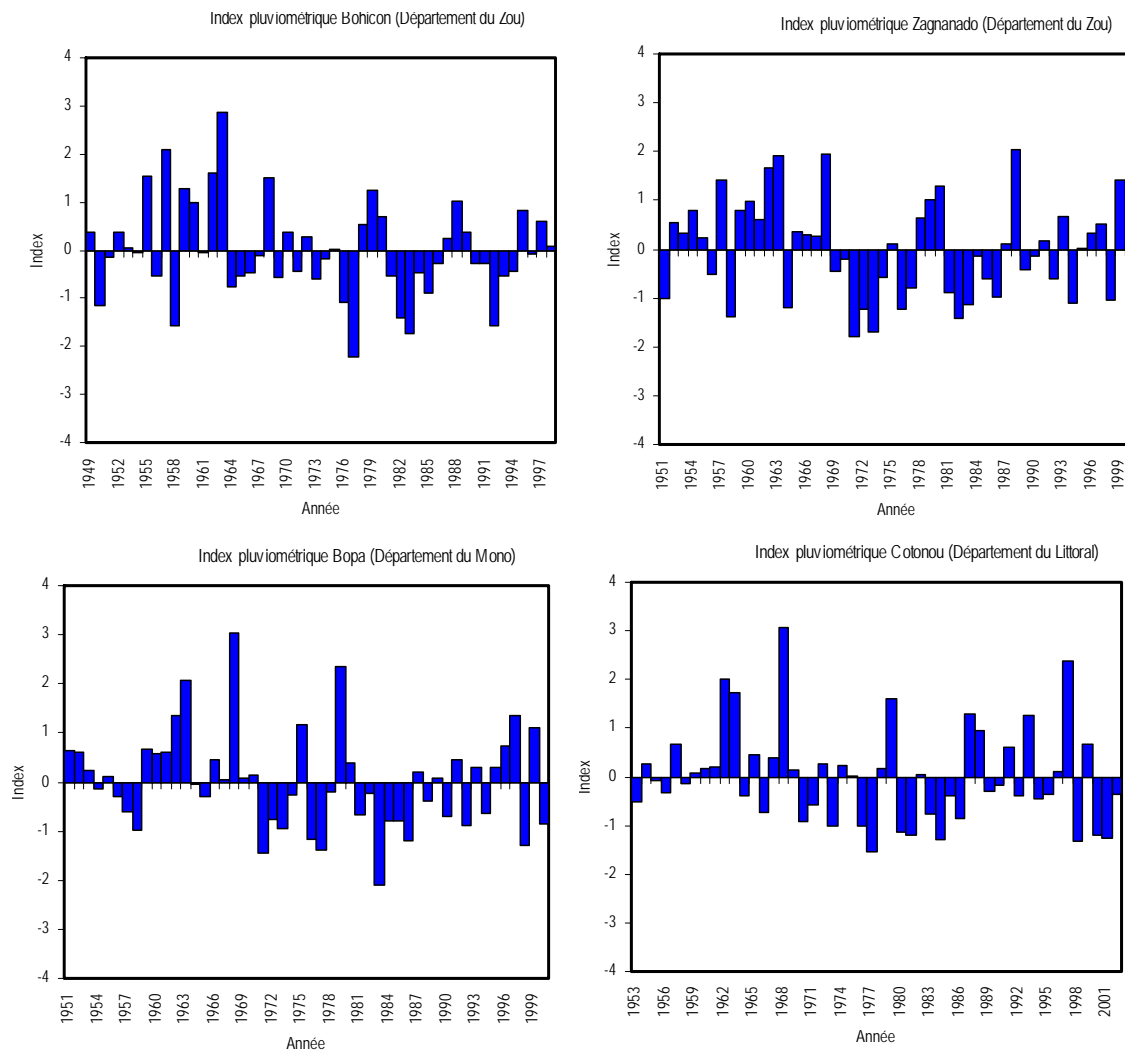 Index pluviométrique Bohicon (Département du Zou)
4
3
2
1
0
-1
-2
-3
-4
Index
1949 1952 1955 1958 1961 1964 1967 1970 1973 1976 1979 1982 1985 1988 1991 1994 1997
Année
Index pluviométrique Zagnanado (Département du Zou)
4
3
2
1
0
-1
-2
-3
-4
Index
1951 1954 1957 1960 1963 1966 1969 1972 1975 1978 1981 1984 1987 1990 1993 1996 1999
Année
Index pluviométrique Bopa (Département du Mono)
4
3
2
1
0
-1
-2
-3
-4
Index
1951 1954 1957 1960 1963 1966 1969 1972 1975 1978 1981 1984 1987 1990 1993 1996 1999
Année
Index pluviométrique Cotonou (Département du Littoral)
4
3
2
1
0
-1
-2
-3
-4
Index
1953 1956 1959 1962 1965 1968 1971 1974 1977 1980 1983 1986 1989 1992 1995 1998 2001
Année